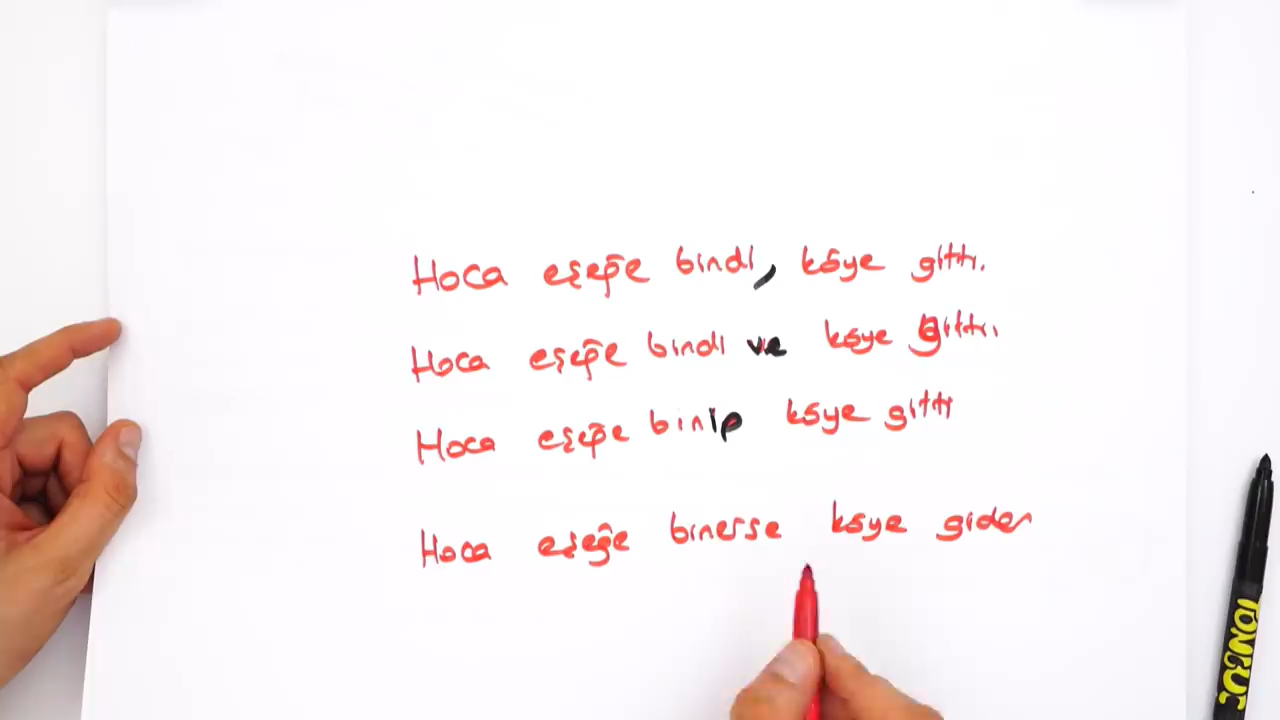 Hoca eşeğe bindi, köye gitti.
Hoca eşeğe bindi ve köye gitti.
Hoca eşeğe binip köye gitti
Hoca eşeğe binerse köye gider